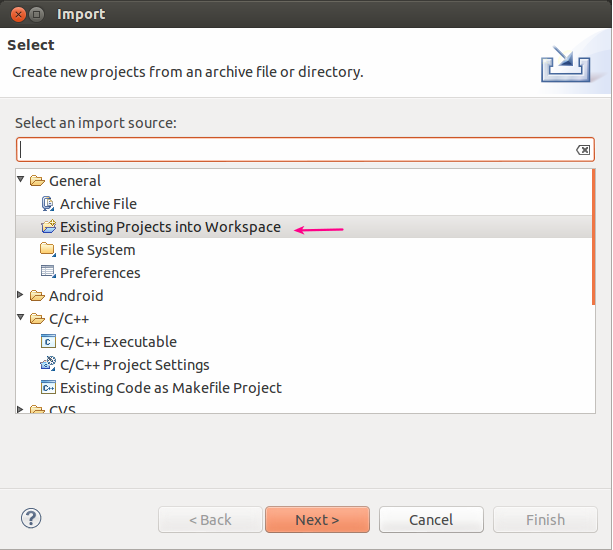 Import
Select
Create new projects from an archive file or directory.
Select an import source:
General
Archive File
Existing Projects into Workspace
File System
Preferences
Android
C/C++
C/C++ Executable
C/C++ Project Settings
Existing Code as Makefile Project
CVS
< Back
Next >
Cancel
Finish